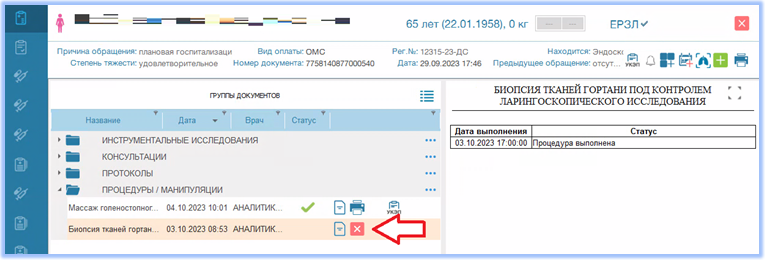 65 лет (22.01.1958), 0 кг
ЕРЗЛ
Причина обращения: плановая госпитализаци
Вид оплаты: ОМС
Рег.№: 12315-23-ДС
Находится: Эндоск
Степень тяжести: удовлетворительное
Номер документа: 7758140877000540
Дата: 29.09.2023 17:46
Предыдущее обращение: отсут...
УКЭП
ГРУППЫ ДОКУМЕНТОВ
Название Дата Врач Статус
ИНСТРУМЕНТАЛЬНЫЕ ИССЛЕДОВАНИЯ
КОНСУЛЬТАЦИИ
ПРОТОКОЛЫ
ПРОЦЕДУРЫ / МАНИПУЛЯЦИИ
Массаж голеностопног... 04.10.2023 10:01 АНАЛИТИК...
УКЭП
Биопсия тканей гортан... 03.10.2023 08:53 АНАЛИТИК...
БИОПСИЯ ТКАНЕЙ ГОРТАНИ ПОД КОНТРОЛЕМ
ЛАРИНГОСКОПИЧЕСКОГО ИССЛЕДОВАНИЯ
Дата выполнения Статус
03.10.2023 17:00:00 Процедура выполнена